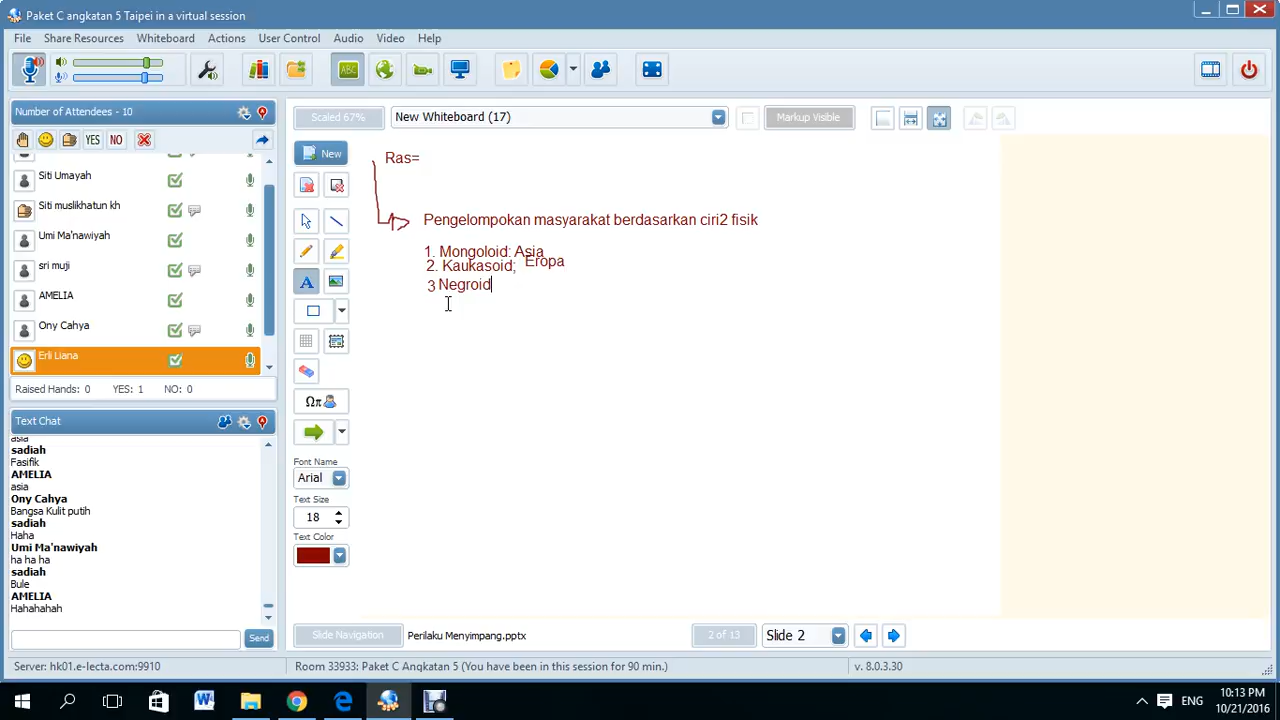 Paket C angkatan 5 Taipei in a virtual session
File Share Resources Whiteboard Actions User Control Audio Video Help
ABC
Number of Attendees - 10
YES NO
Siti Umayah
Siti muslikhatun kh
Umi Ma'nawiyah
sri muji
AMELIA
Ony Cahya
Erli Liana
Raised Hands: 0 YES: 1 NO: 0
Text Chat
asia
sadiah
Fasifik
AMELIA
asia
Ony Cahya
Bangsa Kulit putih
sadiah
Haha
Umi Ma'nawiyah
ha ha ha
sadiah
Bule
AMELIA
Hahahahah
Send
Scaled 67% New Whiteboard (17) Markup Visible
New
A
Ωπ
Font Name
Arial
Text Size
18
Text Color
Ras=
Pengelompokan masyarakat berdasarkan ciri2 fisik
1. Mongoloid: Asia
2. Kaukasoid; Eropa
3 Negroid
Slide Navigation Perilaku Menyimpang.pptx 2 of 13 Slide 2
Server: hk01.e-lecta.com:9910 Room 33933: Paket C Angkatan 5 (You have been in this session for 90 min.) v. 8.0.3.30
ENG
10:13 PM
10/21/2016